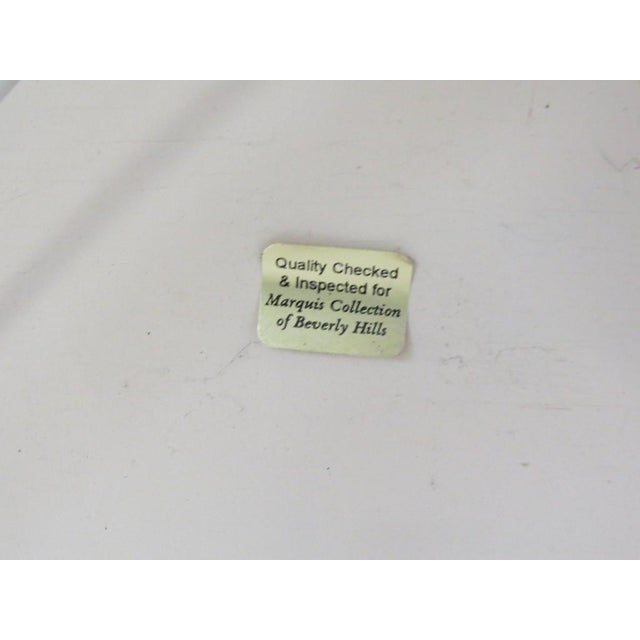 Quality Checked
& Inspected for
Marquis Collection
of Beverly Hills